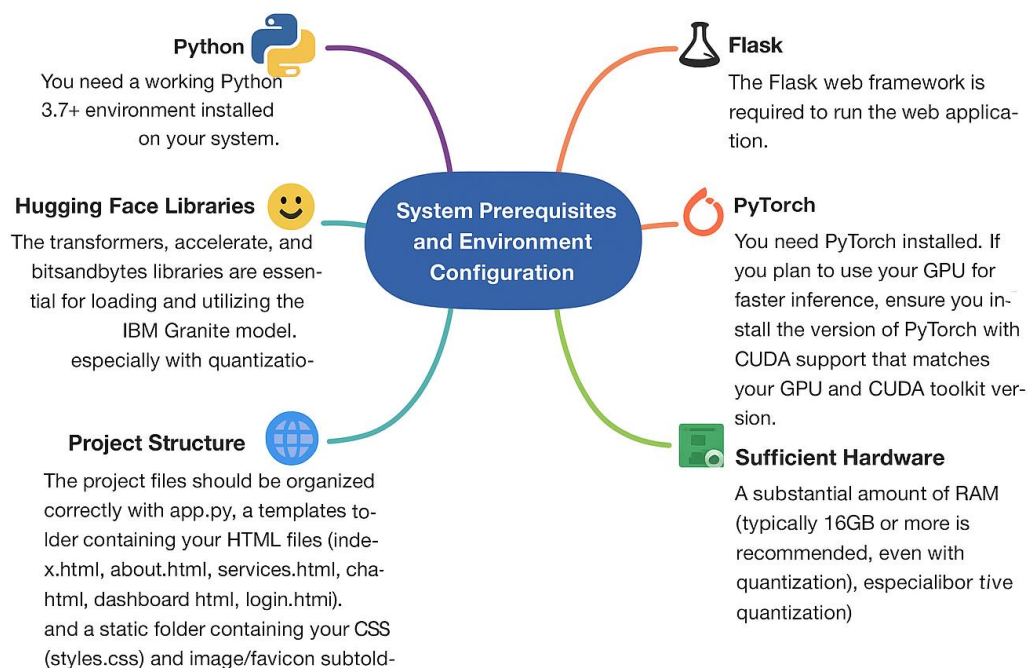 Python
You need a working Python
3.7+ environment installed
on your system.
Hugging Face Libraries
The transformers, accelerate, and
bitsandbytes libraries are essen-
tial for loading and utilizing the
IBM Granite model.
especially with quantizatio-
Project Structure
The project files should be organized
correctly with app.py, a templates to-
lder containing your HTML files (inde-
x.html, about.html, services.html, cha-
html, dashboard html, login.htmi).
and a static folder containing your CSS
(styles.css) and image/favicon subtold-
System Prerequisites
and Environment
Configuration
Flask
The Flask web framework is
required to run the web applica-
tion.
PyTorch
You need PyTorch installed. If
you plan to use your GPU for
faster inference, ensure you in-
stall the version of PyTorch with
CUDA support that matches
your GPU and CUDA toolkit ver-
sion.
Sufficient Hardware
A substantial amount of RAM
(typically 16GB or more is
recommended, even with
quantization), especialibor tive
quantization)